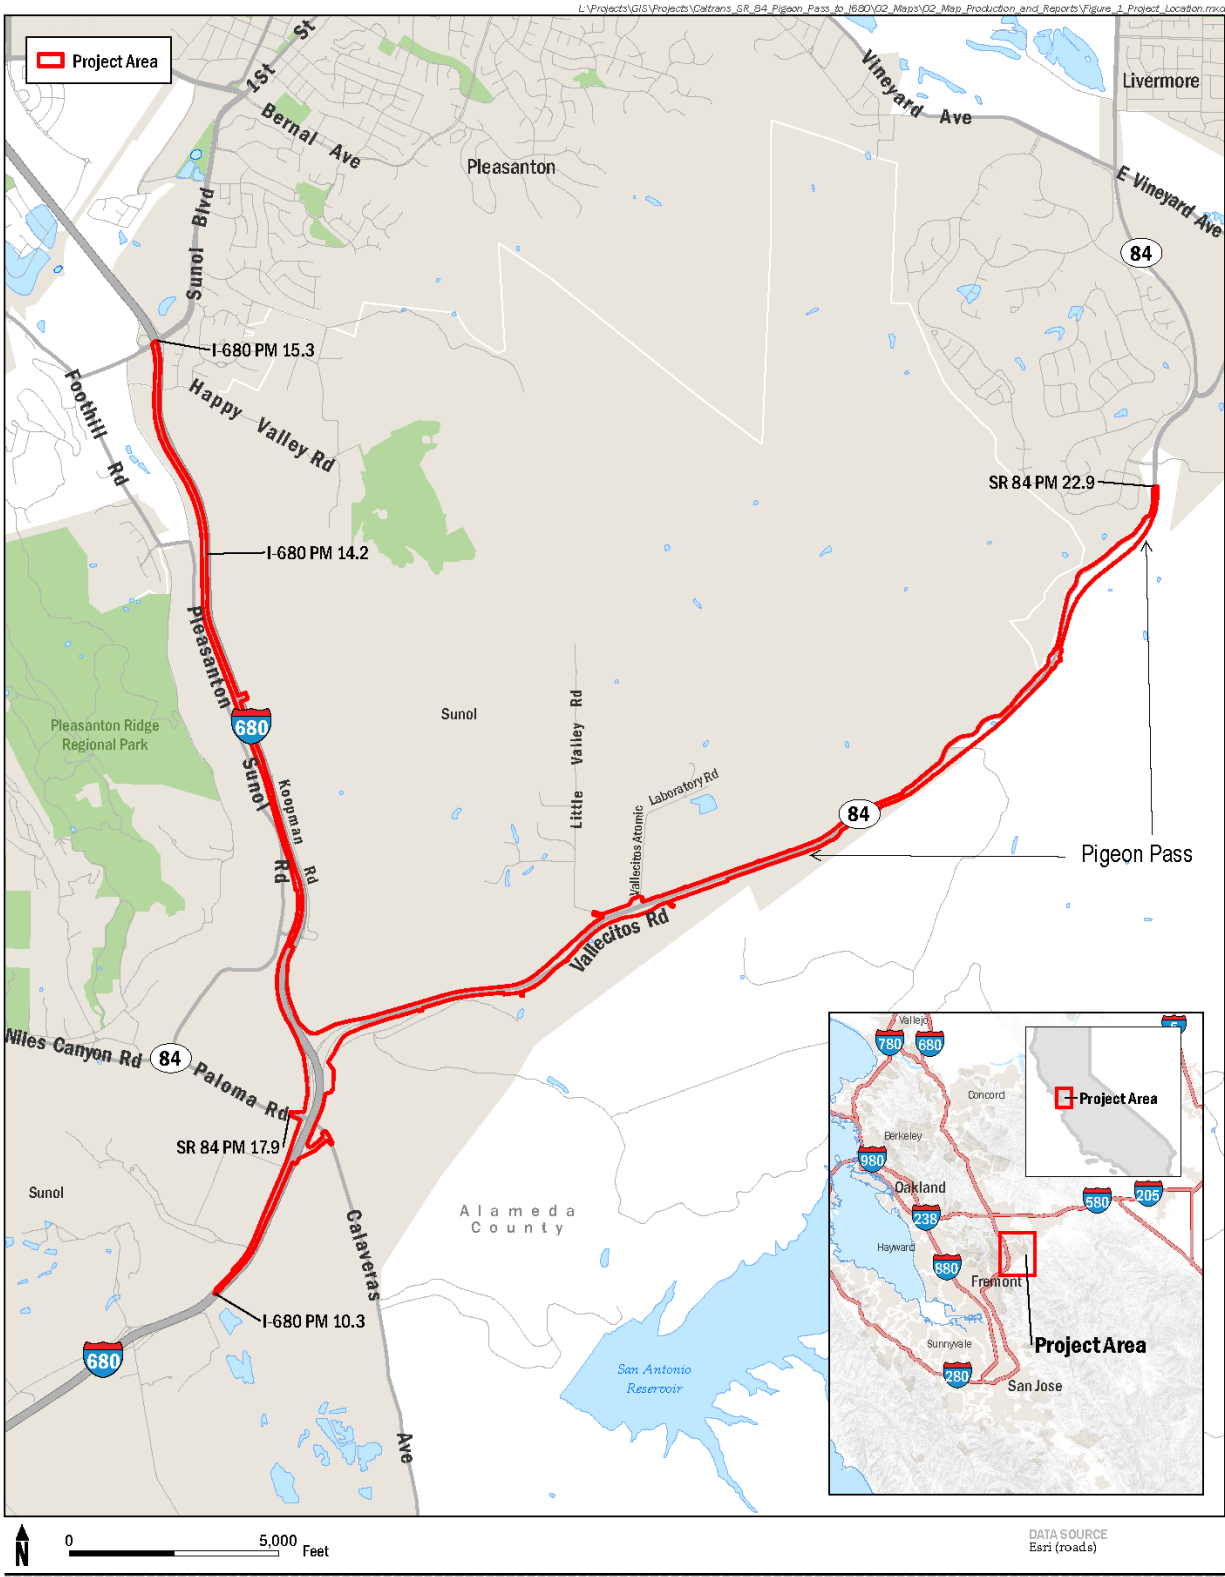 L:\Projects\GIS\Projects\Caltrans_SR_84_Pigeon_Pass_to_I680\02_Maps\02_Map_Production_and_Reports\Figure_1_Project_Location.mxd
Project Area
1St St
Bernal Ave
Vineyard Ave
Livermore
Pleasanton
E Vineyard Ave
Sunol Blvd
84
I-680 PM 15.3
Foothill Rd
Happy Valley Rd
SR 84 PM 22.9
I-680 PM 14.2
Pleasanton Sunol Rd
680
Pleasanton Ridge
Regional Park
Sunol
Little Valley Rd
Koopman Rd
Laboratory Rd
Vallecitos Atomic
84
Pigeon Pass
Vallecitos Rd
Niles Canyon Rd
84
Paloma Rd
SR 84 PM 17.9
Sunol
Calaveras Ave
Alameda
County
I-680 PM 10.3
680
San Antonio
Reservoir
Vallejo
780
680
5
Concord
Project Area
Berkeley
980
Oakland
580
205
238
Hayward
880
Fremont
Sunnyvale
Project Area
280
San Jose
N
0
5,000
Feet
DATA SOURCE
Esri (roads)